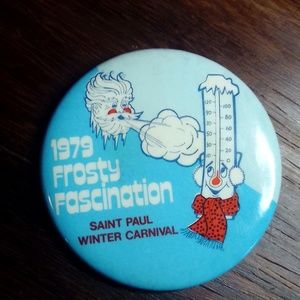 1979
Frosty
Fascination
SAINT PAUL
WINTER CARNIVAL